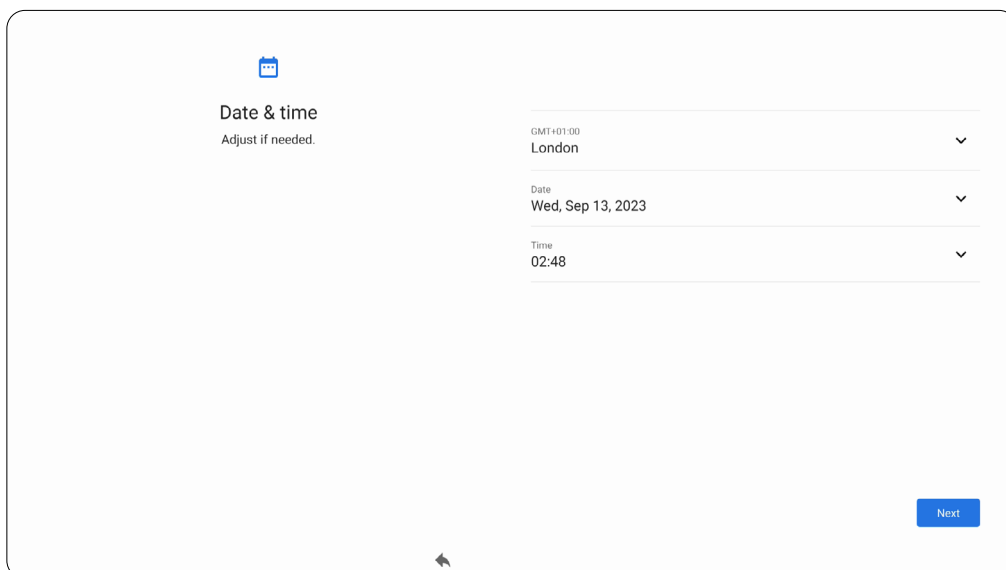 Date & time
Adjust if needed.
GMT+01:00
London
Date
Wed, Sep 13, 2023
Time
02:48
Next